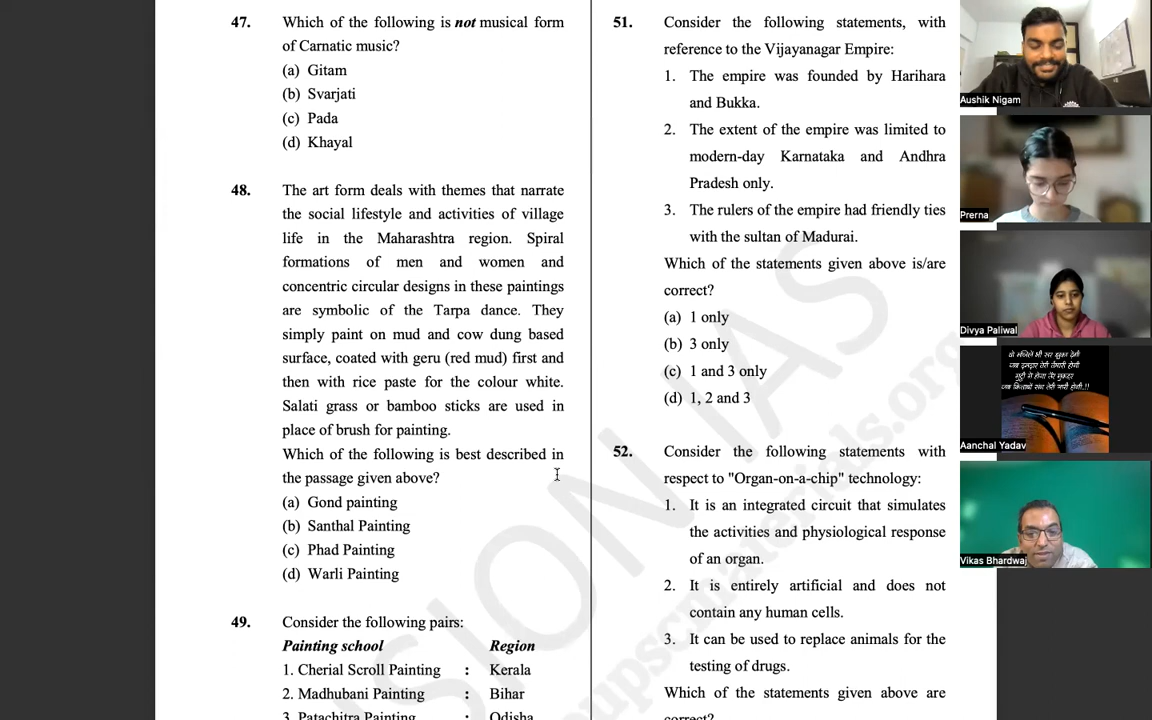 47. Which of the following is not musical form
of Carnatic music?
(a) Gitam
(b) Svarjati
(c) Pada
(d) Khayal
48. The art form deals with themes that narrate
the social lifestyle and activities of village
life in the Maharashtra region. Spiral
formations of men and women and
concentric circular designs in these paintings
are symbolic of the Tarpa dance. They
simply paint on mud and cow dung based
surface, coated with geru (red mud) first and
then with rice paste for the colour white.
Salati grass or bamboo sticks are used in
place of brush for painting.
Which of the following is best described in
the passage given above?
(a) Gond painting
(b) Santhal Painting
(c) Phad Painting
(d) Warli Painting
49. Consider the following pairs:
Painting school Region
1. Cherial Scroll Painting : Kerala
2. Madhubani Painting : Bihar
3. Patachitra Painting : Odisha
51. Consider the following statements, with
reference to the Vijayanagar Empire:
1. The empire was founded by Harihara
and Bukka.
2. The extent of the empire was limited to
modern-day Karnataka and Andhra
Pradesh only.
3. The rulers of the empire had friendly ties
with the sultan of Madurai.
Which of the statements given above is/are
correct?
(a) 1 only
(b) 3 only
(c) 1 and 3 only
(d) 1, 2 and 3
52. Consider the following statements with
respect to "Organ-on-a-chip" technology:
1. It is an integrated circuit that simulates
the activities and physiological response
of an organ.
2. It is entirely artificial and does not
contain any human cells.
3. It can be used to replace animals for the
testing of drugs.
Which of the statements given above are
correct?
SION IAS
upscmaterials.org
Aushik Nigam
Prerna
Divya Paliwal
Aanchal Yadav
Vikas Bhardwaj